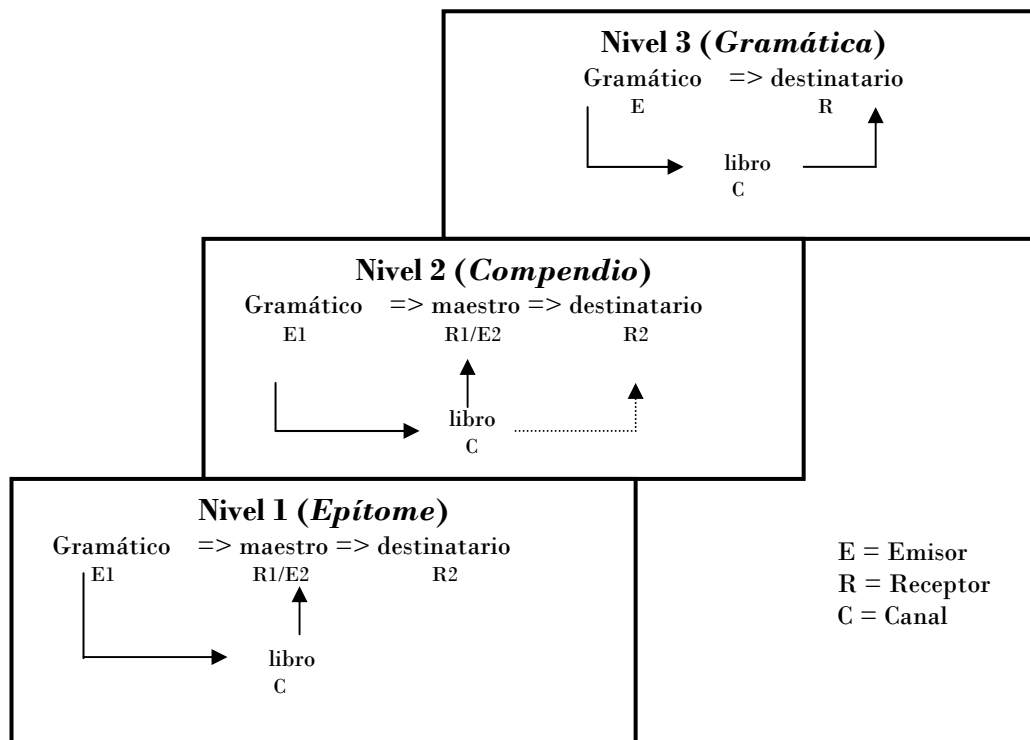 Nivel 3 (Gramática)
Gramático => destinatario
E R
libro
C
Nivel 2 (Compendio)
Gramático => maestro => destinatario
E1 R1/E2 R2
libro
C
Nivel 1 (Epítome)
Gramático => maestro => destinatario
E1 R1/E2 R2
libro
C
E = Emisor
R = Receptor
C = Canal